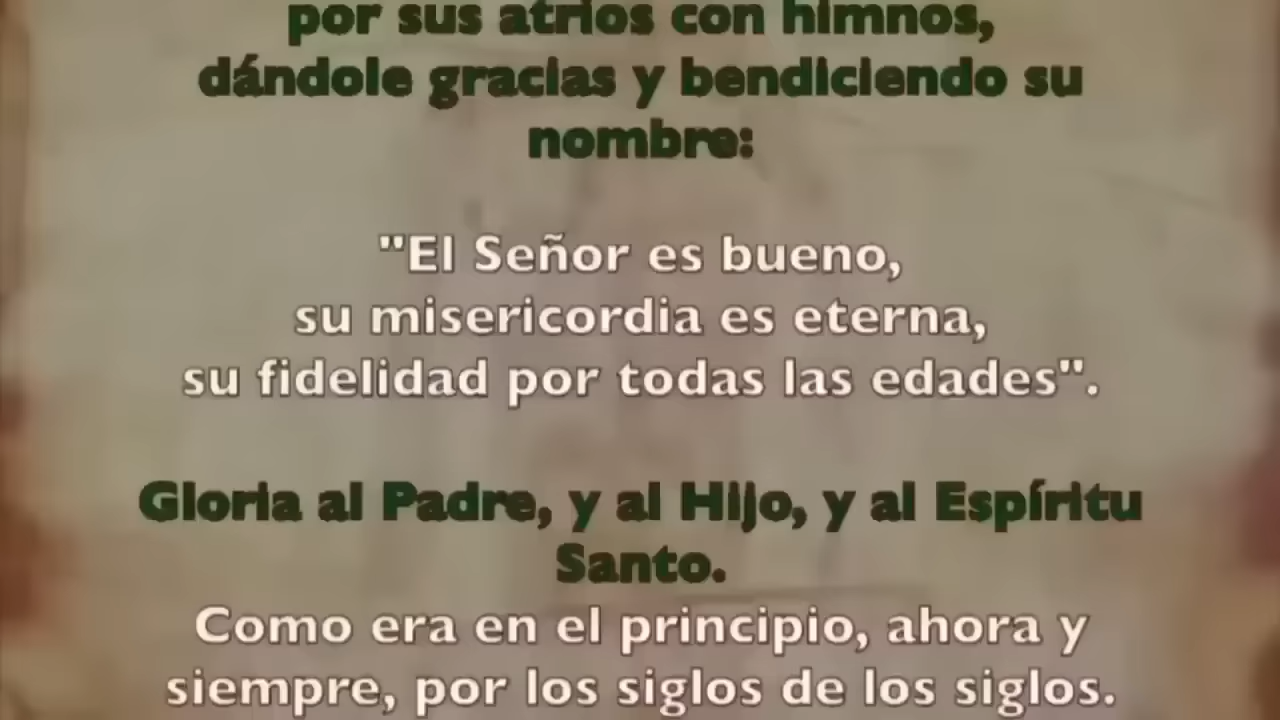 por sus atrios con himnos,
dándole gracias y bendiciendo su
nombre:
"El Señor es bueno,
su misericordia es eterna,
su fidelidad por todas las edades".
Gloria al Padre, y al Hijo, y al Espíritu
Santo.
Como era en el principio, ahora y
siempre, por los siglos de los siglos.